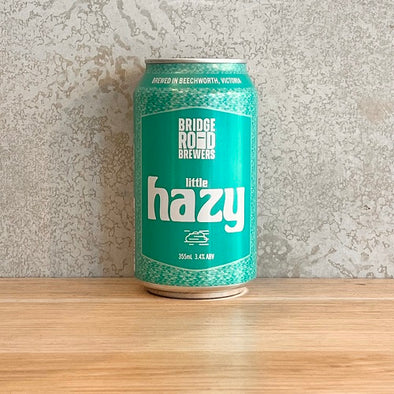 BREWED IN BEECHWORTH, VICTORIA
BRIDGE
ROAD
BREWERS
little
hazy
355mL 3.4% ABV